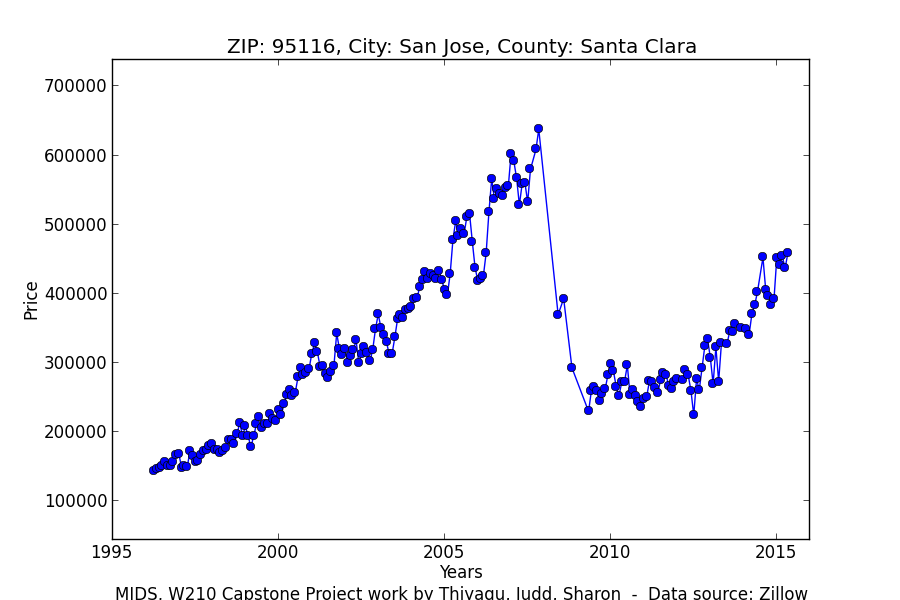 ZIP: 95116, City: San Jose, County: Santa Clara
700000
600000
500000
400000
300000
200000
100000
Price
1995 2000 2005 2010 2015
Years
MIDS, W210 Capstone Project work by Thiyagu, Judd, Sharon - Data source: Zillow